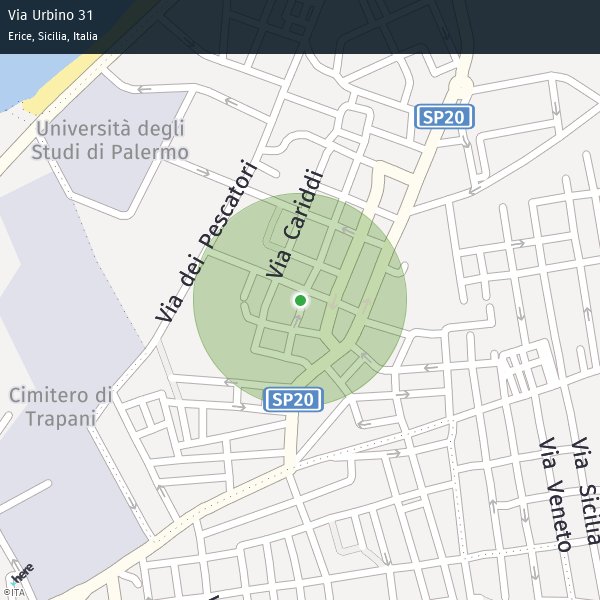 Via Urbino 31
Erice, Sicilia, Italia
SP20
Università degli
Studi di Palermo
Via dei Pescatori
Via Cariddi
Cimitero di
Trapani
SP20
Via Veneto
Via Sicilia
here
©ITA